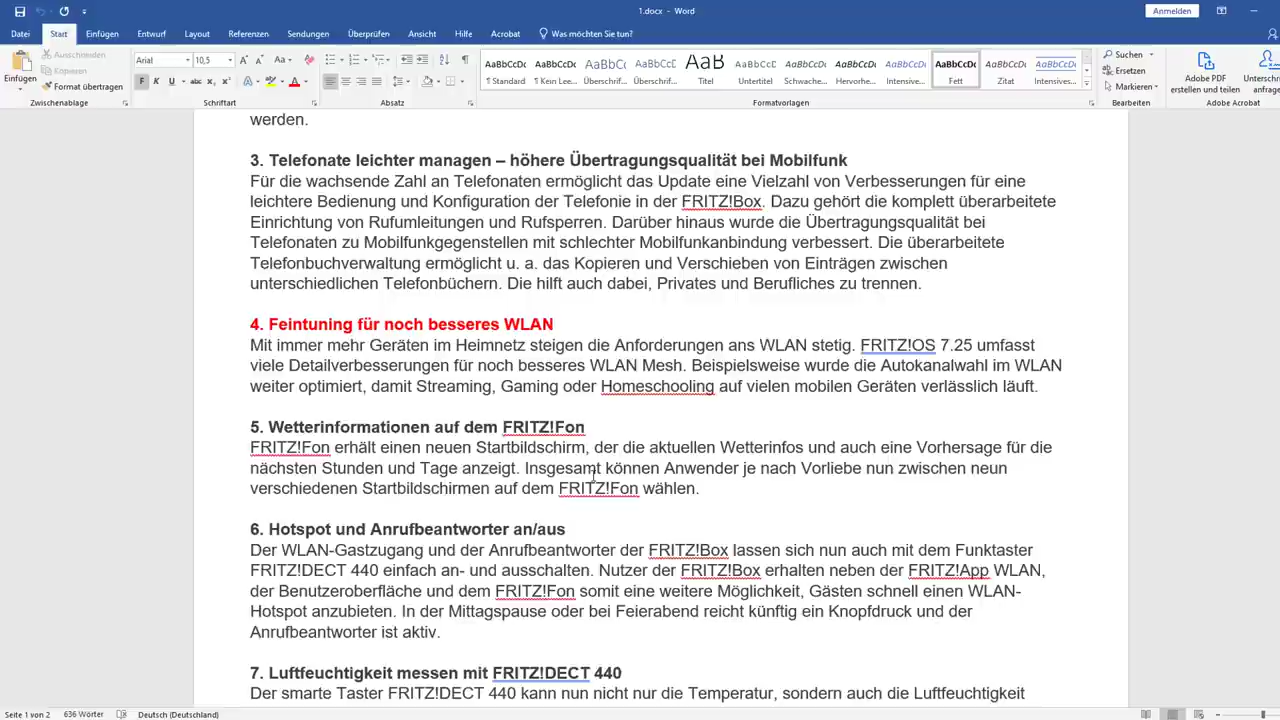 1.docx - Word
Anmelden
Datei Start Einfügen Entwurf Layout Referenzen Sendungen Überprüfen Ansicht Hilfe Acrobat Was möchten Sie tun?
Einfügen
Ausschneiden
Kopieren
Format übertragen
Zwischenablage
Arial 10,5
F K U abc x₂ x²
Schriftart
Absatz
AaBbCcDc AaBbCcDc AaBbCc AaBbCcC AaB AaBbCcDc AaBbCcDc AaBbCcDc AaBbCcDc AaBbCcDc AaBbCcDc AaBbCcDc
¶ Standard ¶ Kein Lee... Überschrif... Überschrif... Titel Untertitel Schwache... Hervorhe... Intensive... Fett Zitat Intensives...
Formatvorlagen
Suchen
Ersetzen
Markieren
Bearbeiten
Adobe PDF
erstellen und teilen
Unterschri
anfrage
Adobe Acrobat
werden.
3. Telefonate leichter managen – höhere Übertragungsqualität bei Mobilfunk
Für die wachsende Zahl an Telefonaten ermöglicht das Update eine Vielzahl von Verbesserungen für eine
leichtere Bedienung und Konfiguration der Telefonie in der FRITZ!Box. Dazu gehört die komplett überarbeitete
Einrichtung von Rufumleitungen und Rufsperren. Darüber hinaus wurde die Übertragungsqualität bei
Telefonaten zu Mobilfunkgegenstellen mit schlechter Mobilfunkanbindung verbessert. Die überarbeitete
Telefonbuchverwaltung ermöglicht u. a. das Kopieren und Verschieben von Einträgen zwischen
unterschiedlichen Telefonbüchern. Die hilft auch dabei, Privates und Berufliches zu trennen.
4. Feintuning für noch besseres WLAN
Mit immer mehr Geräten im Heimnetz steigen die Anforderungen ans WLAN stetig. FRITZ!OS 7.25 umfasst
viele Detailverbesserungen für noch besseres WLAN Mesh. Beispielsweise wurde die Autokanalwahl im WLAN
weiter optimiert, damit Streaming, Gaming oder Homeschooling auf vielen mobilen Geräten verlässlich läuft.
5. Wetterinformationen auf dem FRITZ!Fon
FRITZ!Fon erhält einen neuen Startbildschirm, der die aktuellen Wetterinfos und auch eine Vorhersage für die
nächsten Stunden und Tage anzeigt. Insgesamt können Anwender je nach Vorliebe nun zwischen neun
verschiedenen Startbildschirmen auf dem FRITZ!Fon wählen.
6. Hotspot und Anrufbeantworter an/aus
Der WLAN-Gastzugang und der Anrufbeantworter der FRITZ!Box lassen sich nun auch mit dem Funktaster
FRITZ!DECT 440 einfach an- und ausschalten. Nutzer der FRITZ!Box erhalten neben der FRITZ!App WLAN,
der Benutzeroberfläche und dem FRITZ!Fon somit eine weitere Möglichkeit, Gästen schnell einen WLAN-
Hotspot anzubieten. In der Mittagspause oder bei Feierabend reicht künftig ein Knopfdruck und der
Anrufbeantworter ist aktiv.
7. Luftfeuchtigkeit messen mit FRITZ!DECT 440
Der smarte Taster FRITZ!DECT 440 kann nun nicht nur die Temperatur, sondern auch die Luftfeuchtigkeit
Seite 1 von 2 636 Wörter Deutsch (Deutschland)